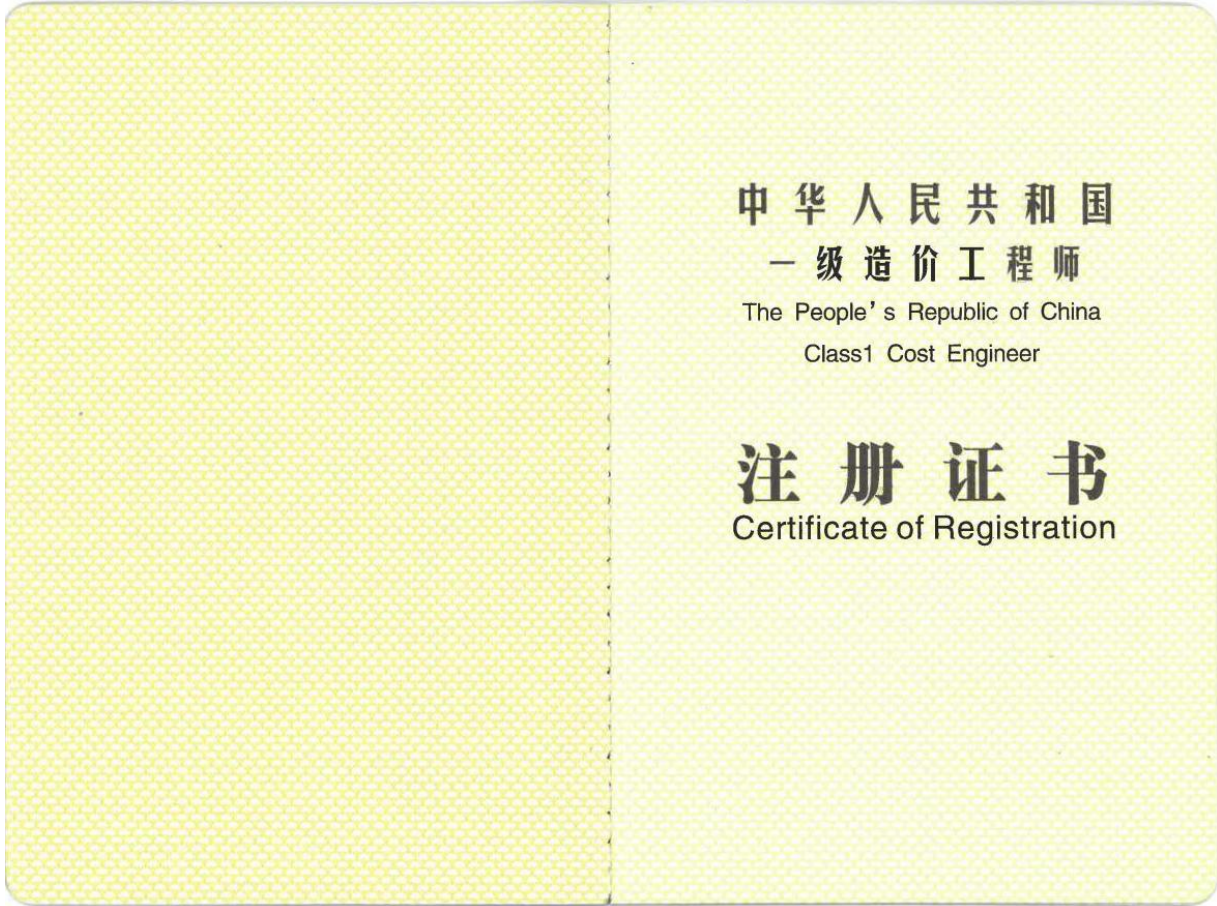 中华人民共和国
一级造价工程师
The People's Republic of China
Class1 Cost Engineer
注册证书
Certificate of Registration